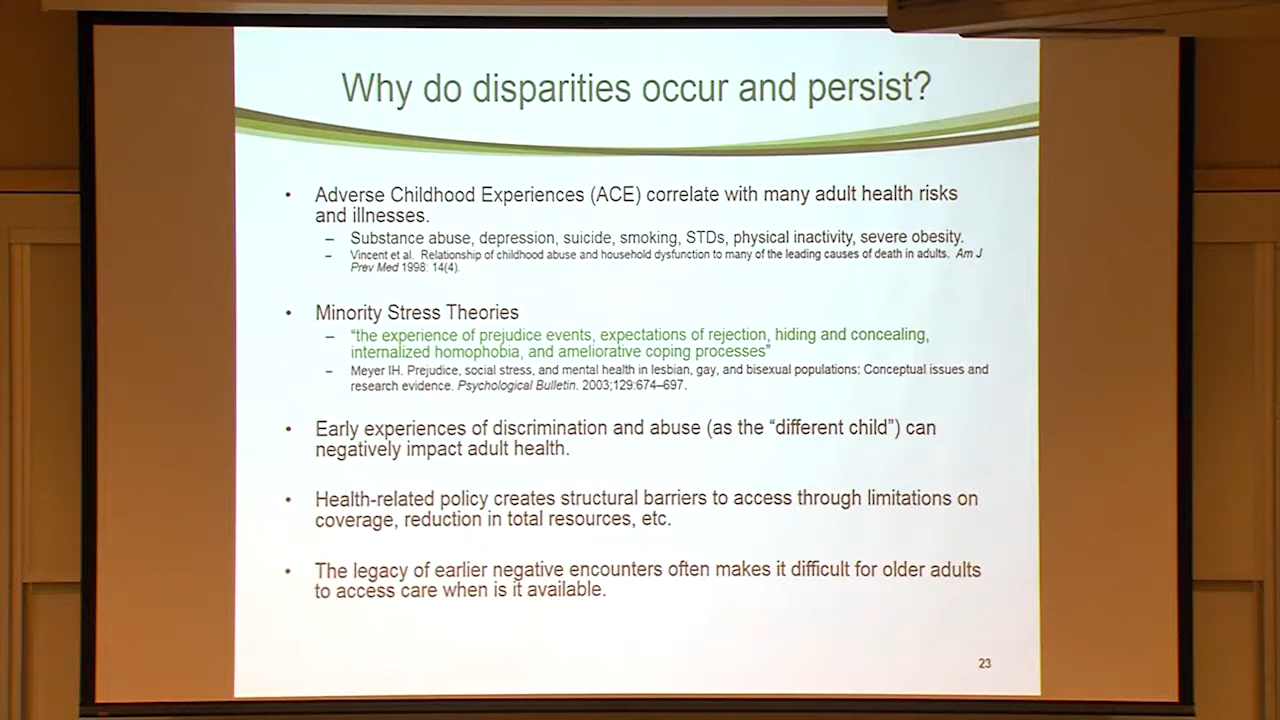 Why do disparities occur and persist?
• Adverse Childhood Experiences (ACE) correlate with many adult health risks
and illnesses.
– Substance abuse, depression, suicide, smoking, STDs, physical inactivity, severe obesity.
– Vincent et al. Relationship of childhood abuse and household dysfunction to many of the leading causes of death in adults. Am J
Prev Med 1998: 14(4).
• Minority Stress Theories
– “the experience of prejudice events, expectations of rejection, hiding and concealing,
internalized homophobia, and ameliorative coping processes”
– Meyer IH. Prejudice, social stress, and mental health in lesbian, gay, and bisexual populations: Conceptual issues and
research evidence. Psychological Bulletin. 2003;129:674–697.
• Early experiences of discrimination and abuse (as the “different child”) can
negatively impact adult health.
• Health-related policy creates structural barriers to access through limitations on
coverage, reduction in total resources, etc.
• The legacy of earlier negative encounters often makes it difficult for older adults
to access care when is it available.
23